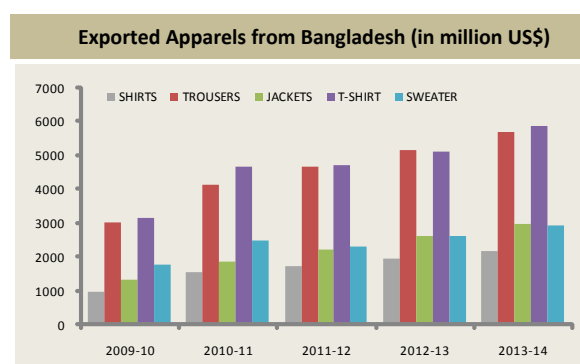 Exported Apparels from Bangladesh (in million US$)
7000
SHIRTS TROUSERS JACKETS T-SHIRT SWEATER
6000
5000
4000
3000
2000
1000
0
2009-10 2010-11 2011-12 2012-13 2013-14